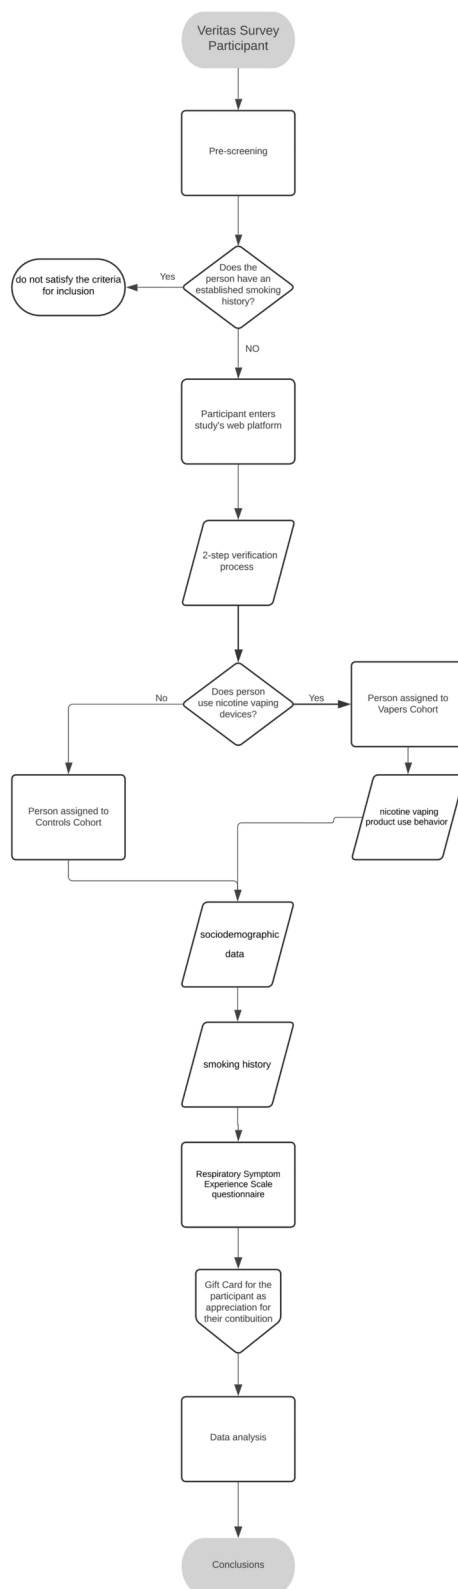 Veritas Survey
Participant
Pre-screening
Does the
person have an
established smoking
history?
Yes
do not satisfy the criteria
for inclusion
NO
Participant enters
study's web platform
2-step verification
process
Does person
use nicotine vaping
devices?
No
Yes
Person assigned to
Vapers Cohort
Person assigned to
Controls Cohort
nicotine vaping
product use behavior
sociodemographic
data
smoking history
Respiratory Symptom
Experience Scale
questionnaire
Gift Card for the
participant as
appreciation for
their contibuition
Data analysis
Conclusions